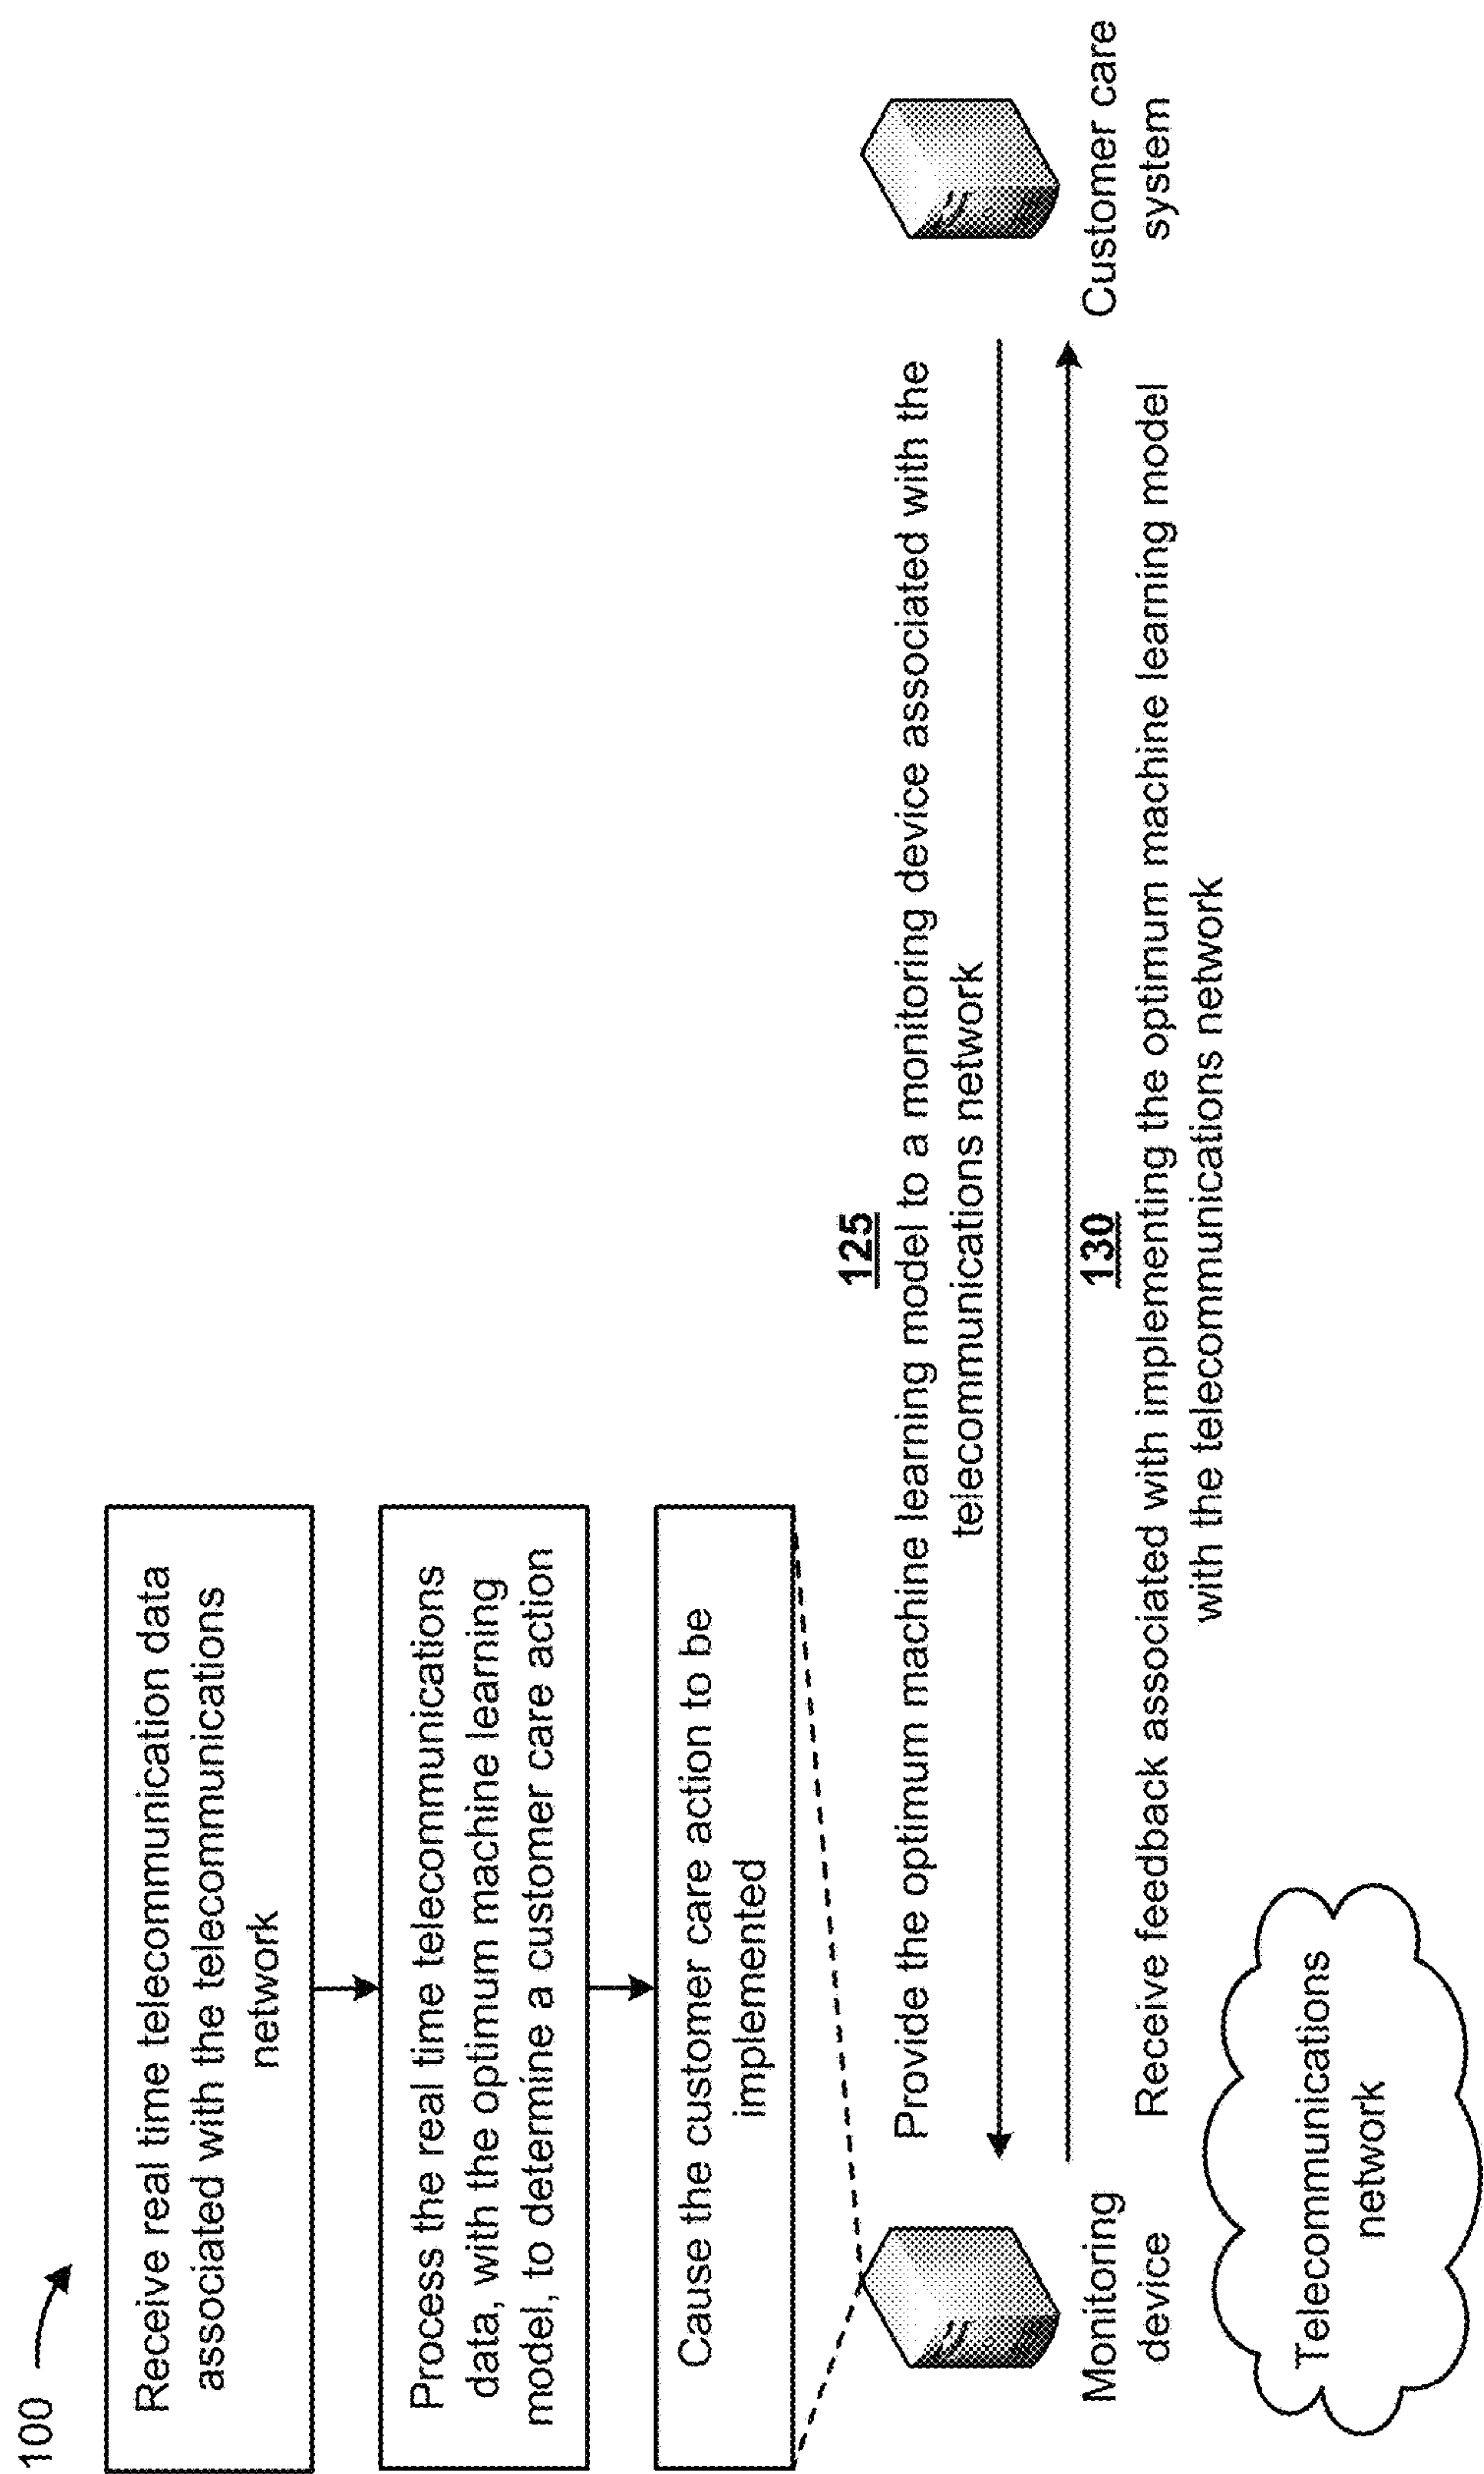 100
Receive real time telecommunication data
associated with the telecommunications
network
Process the real time telecommunications
data, with the optimum machine learning
model, to determine a customer care action
Cause the customer care action to be
implemented
125
Provide the optimum machine learning model to a monitoring device associated with the
telecommunications network
130
Receive feedback associated with implementing the optimum machine learning model
with the telecommunications network
Monitoring
device
Customer care
system
Telecommunications
network